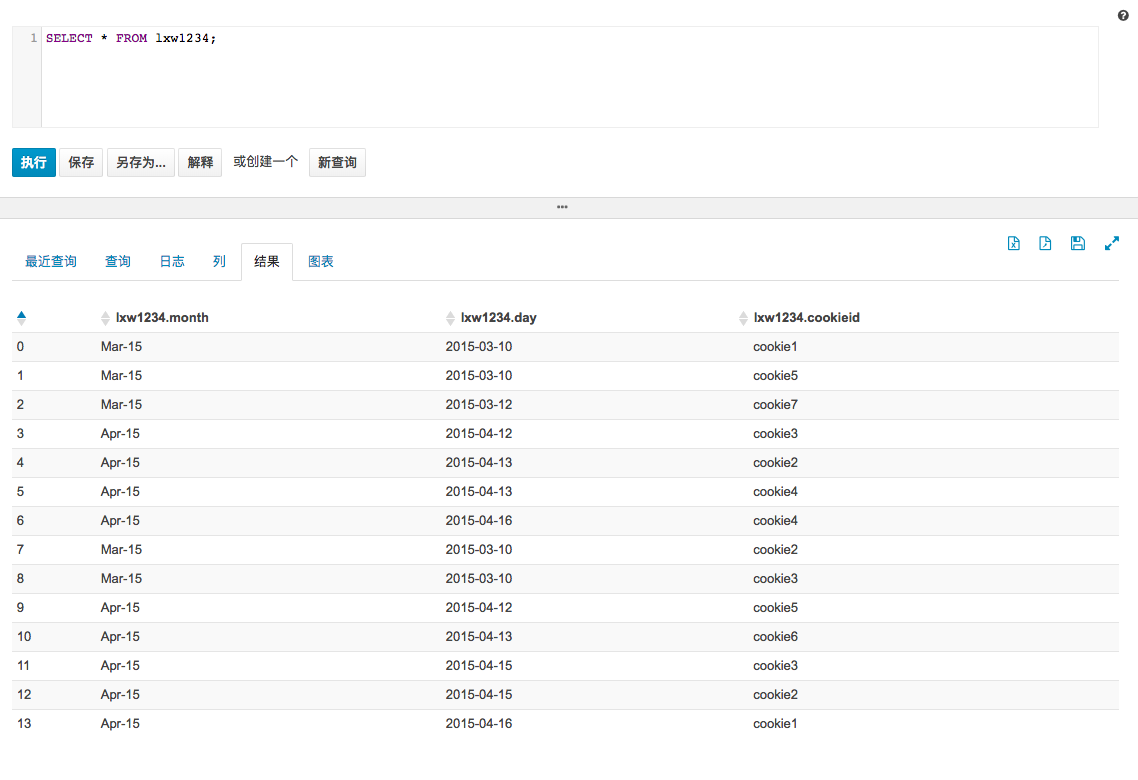 1 SELECT * FROM lxw1234;
执行 保存 另存为... 解释 或创建一个 新查询
最近查询 查询 日志 列 结果 图表
lxw1234.month lxw1234.day lxw1234.cookieid
0 Mar-15 2015-03-10 cookie1
1 Mar-15 2015-03-10 cookie5
2 Mar-15 2015-03-12 cookie7
3 Apr-15 2015-04-12 cookie3
4 Apr-15 2015-04-13 cookie2
5 Apr-15 2015-04-13 cookie4
6 Apr-15 2015-04-16 cookie4
7 Mar-15 2015-03-10 cookie2
8 Mar-15 2015-03-10 cookie3
9 Apr-15 2015-04-12 cookie5
10 Apr-15 2015-04-13 cookie6
11 Apr-15 2015-04-15 cookie3
12 Apr-15 2015-04-15 cookie2
13 Apr-15 2015-04-16 cookie1